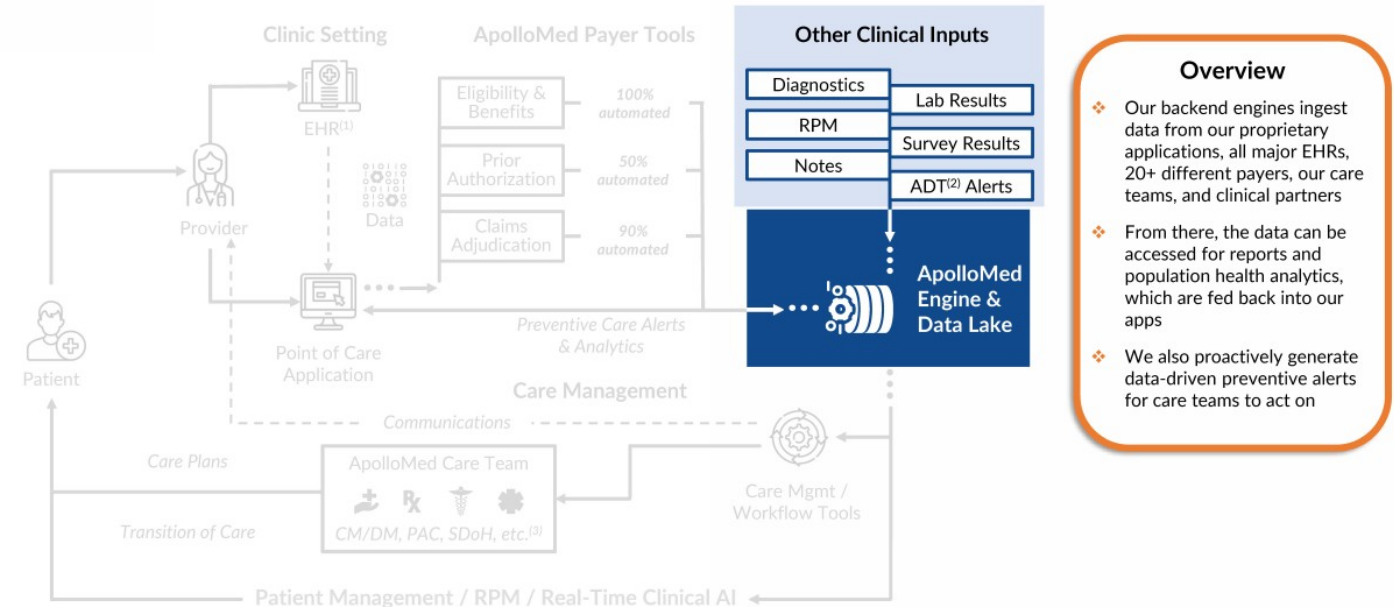 Clinic Setting
EHR(1)
Provider
Data
Point of Care
Application
Patient
ApolloMed Payer Tools
Eligibility &
Benefits
100%
automated
Prior
Authorization
50%
automated
Claims
Adjudication
90%
automated
Preventive Care Alerts
& Analytics
Other Clinical Inputs
Diagnostics
Lab Results
RPM
Survey Results
Notes
ADT(2) Alerts
ApolloMed
Engine &
Data Lake
Care Management
Communications
Care Plans
ApolloMed Care Team
CM/DM, PAC, SDoH, etc.(3)
Care Mgmt /
Workflow Tools
Transition of Care
Patient Management / RPM / Real-Time Clinical AI
Overview
❖ Our backend engines ingest
data from our proprietary
applications, all major EHRs,
20+ different payers, our care
teams, and clinical partners
❖ From there, the data can be
accessed for reports and
population health analytics,
which are fed back into our
apps
❖ We also proactively generate
data-driven preventive alerts
for care teams to act on